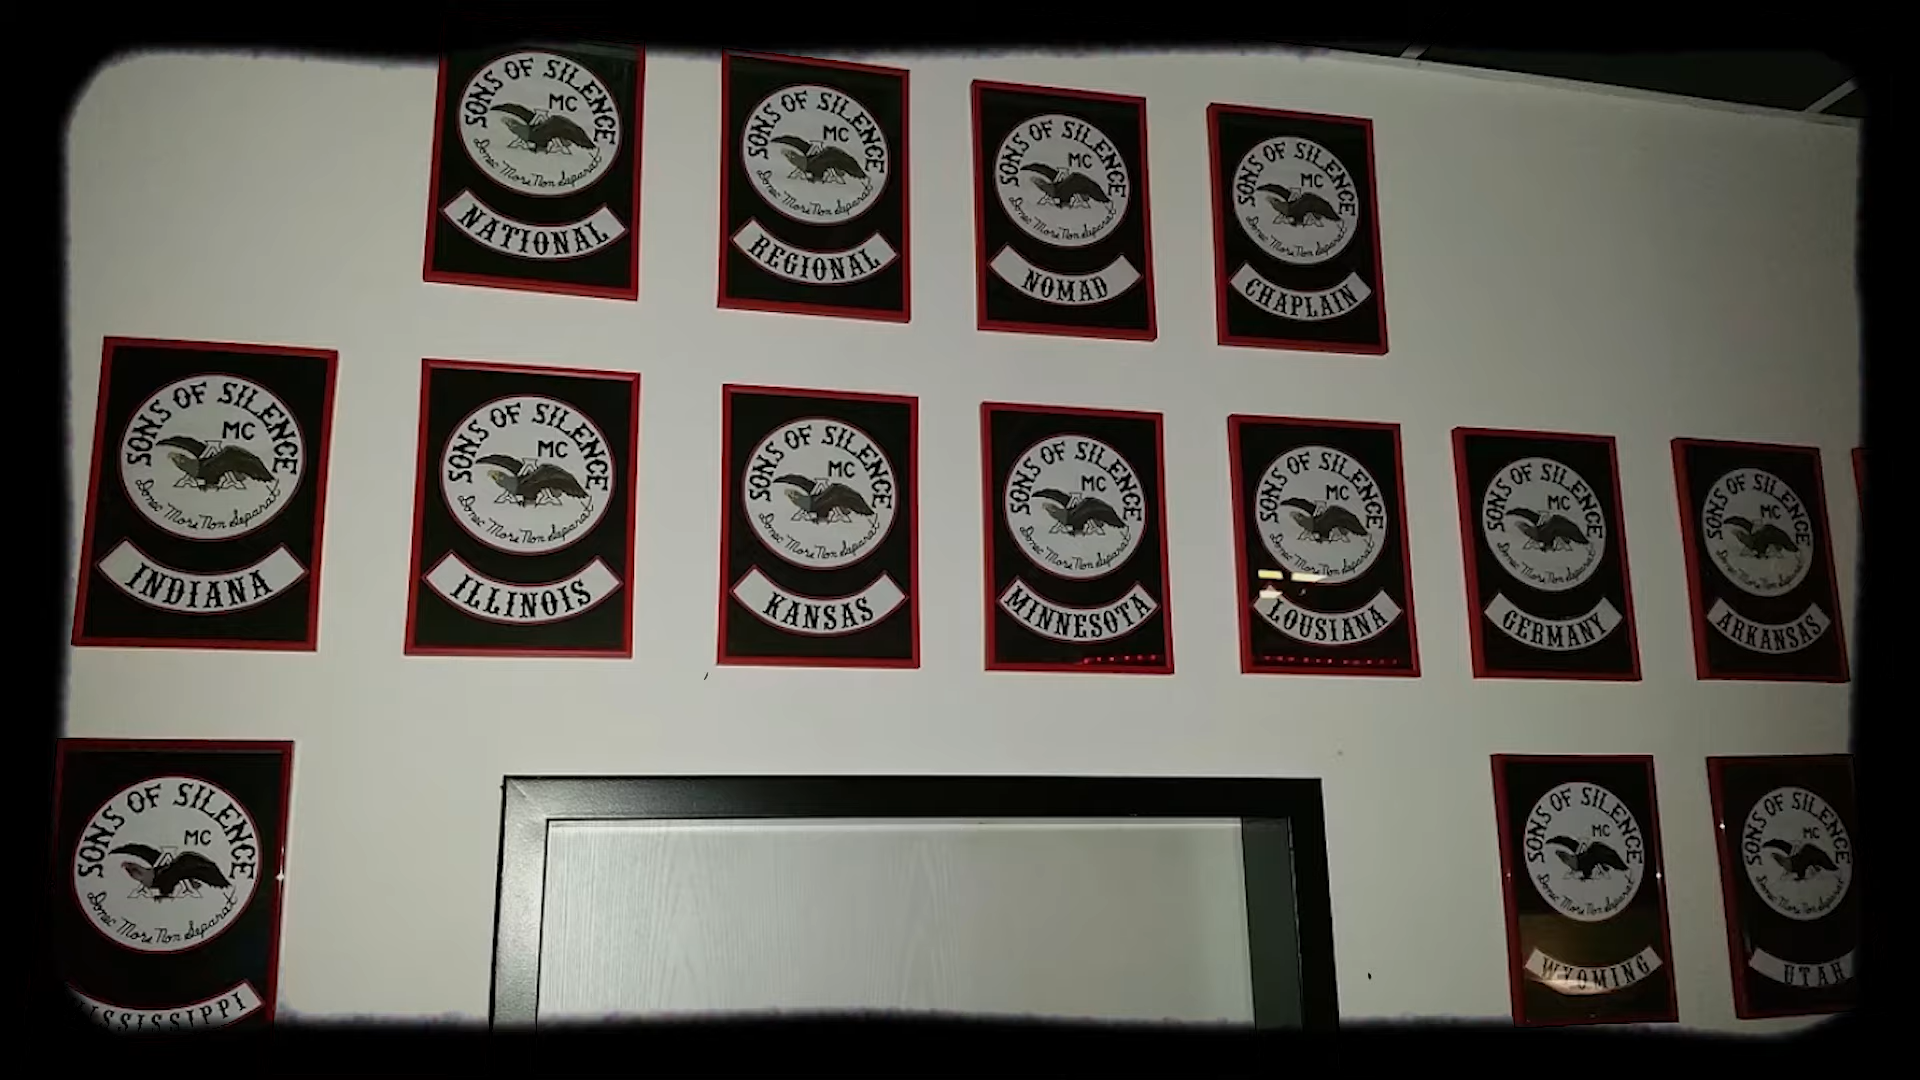 SONS OF SILENCE
MC
Donec Mors Non Separat
NATIONAL
SONS OF SILENCE
MC
Donec Mors Non Separat
REGIONAL
SONS OF SILENCE
MC
Donec Mors Non Separat
NOMAD
SONS OF SILENCE
MC
Donec Mors Non Separat
CHAPLAIN
SONS OF SILENCE
MC
Donec Mors Non Separat
INDIANA
SONS OF SILENCE
MC
Donec Mors Non Separat
ILLINOIS
SONS OF SILENCE
MC
Donec Mors Non Separat
KANSAS
SONS OF SILENCE
MC
Donec Mors Non Separat
MINNESOTA
SONS OF SILENCE
MC
Donec Mors Non Separat
LOUSIANA
SONS OF SILENCE
MC
Donec Mors Non Separat
GERMANY
SONS OF SILENCE
MC
Donec Mors Non Separat
ARKANSAS
SONS OF SILENCE
MC
Donec Mors Non Separat
ISSISSIPPI
SONS OF SILENCE
MC
Donec Mors Non Separat
WYOMING
SONS OF SILENCE
MC
Donec Mors Non Separat
UTAH